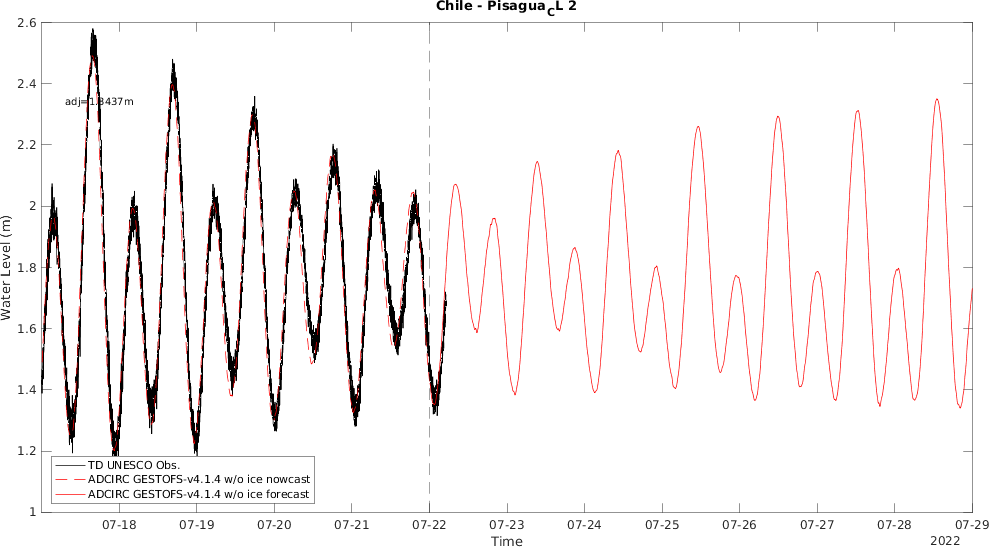 Chile - Pisagua_CL 2
2.6
2.4
adj=1.8437m
2.2
2
1.8
1.6
1.4
1.2
1
Water Level (m)
TD UNESCO Obs.
ADCIRC GESTOFS-v4.1.4 w/o ice nowcast
ADCIRC GESTOFS-v4.1.4 w/o ice forecast
07-18 07-19 07-20 07-21 07-22 07-23 07-24 07-25 07-26 07-27 07-28 07-29
Time
2022